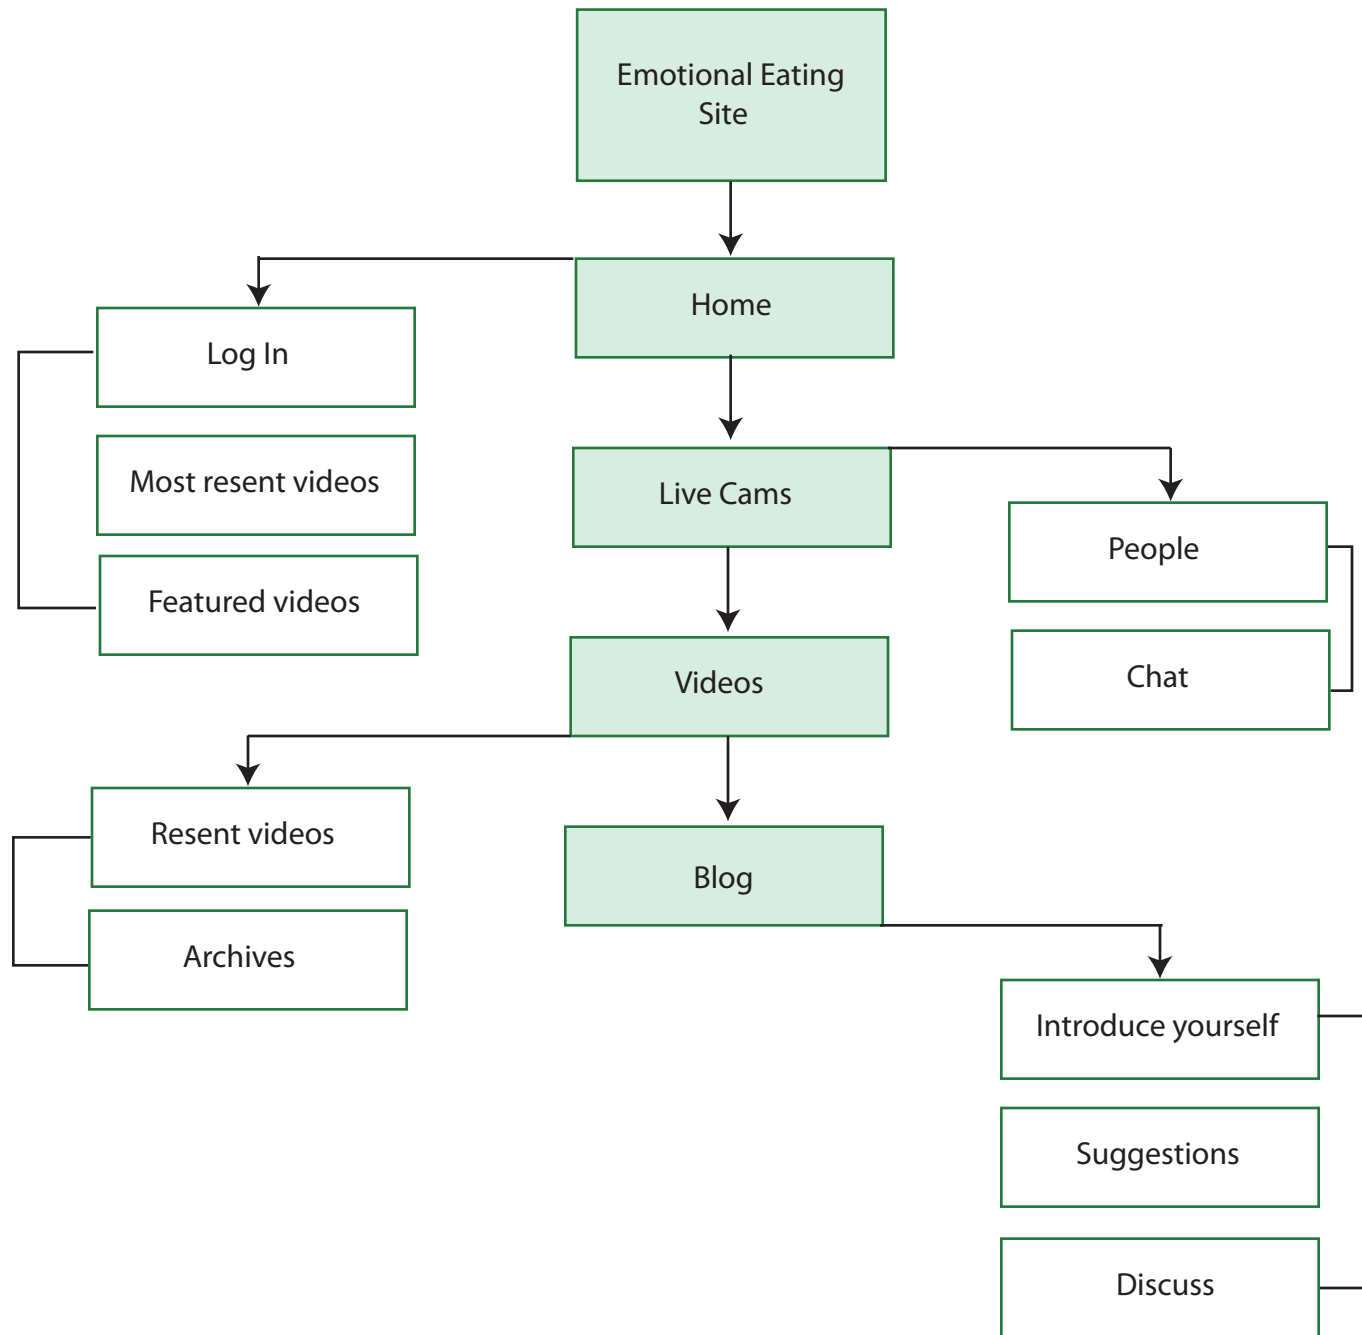 Emotional Eating
Site
Home
Log In
Most resent videos
Featured videos
Live Cams
People
Chat
Videos
Resent videos
Archives
Blog
Introduce yourself
Suggestions
Discuss